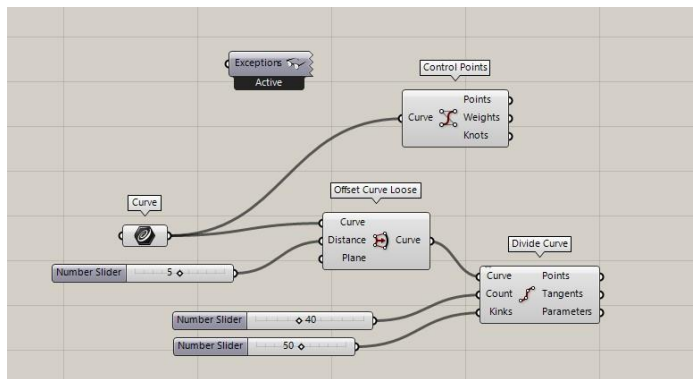 Exceptions
Active
Control Points
Points
Curve Weights
Knots
Curve
Offset Curve Loose
Curve
Distance Curve
Plane
Number Slider 5
Divide Curve
Curve Points
Count Tangents
Kinks Parameters
Number Slider 40
Number Slider 50